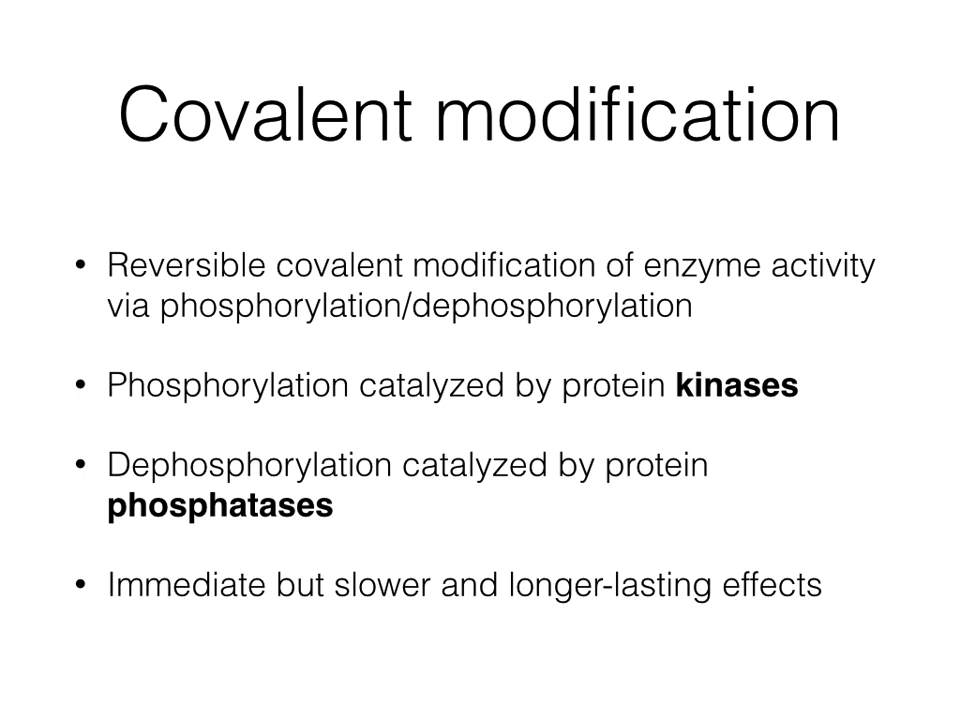 Covalent modification
• Reversible covalent modification of enzyme activity
via phosphorylation/dephosphorylation
• Phosphorylation catalyzed by protein kinases
• Dephosphorylation catalyzed by protein
phosphatases
• Immediate but slower and longer-lasting effects